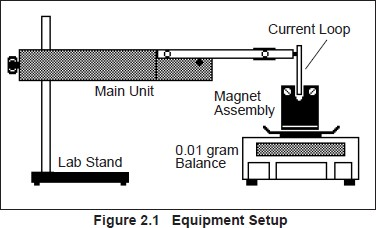 Current Loop
Main Unit
Magnet
Assembly
0.01 gram
Balance
Lab Stand
Figure 2.1 Equipment Setup